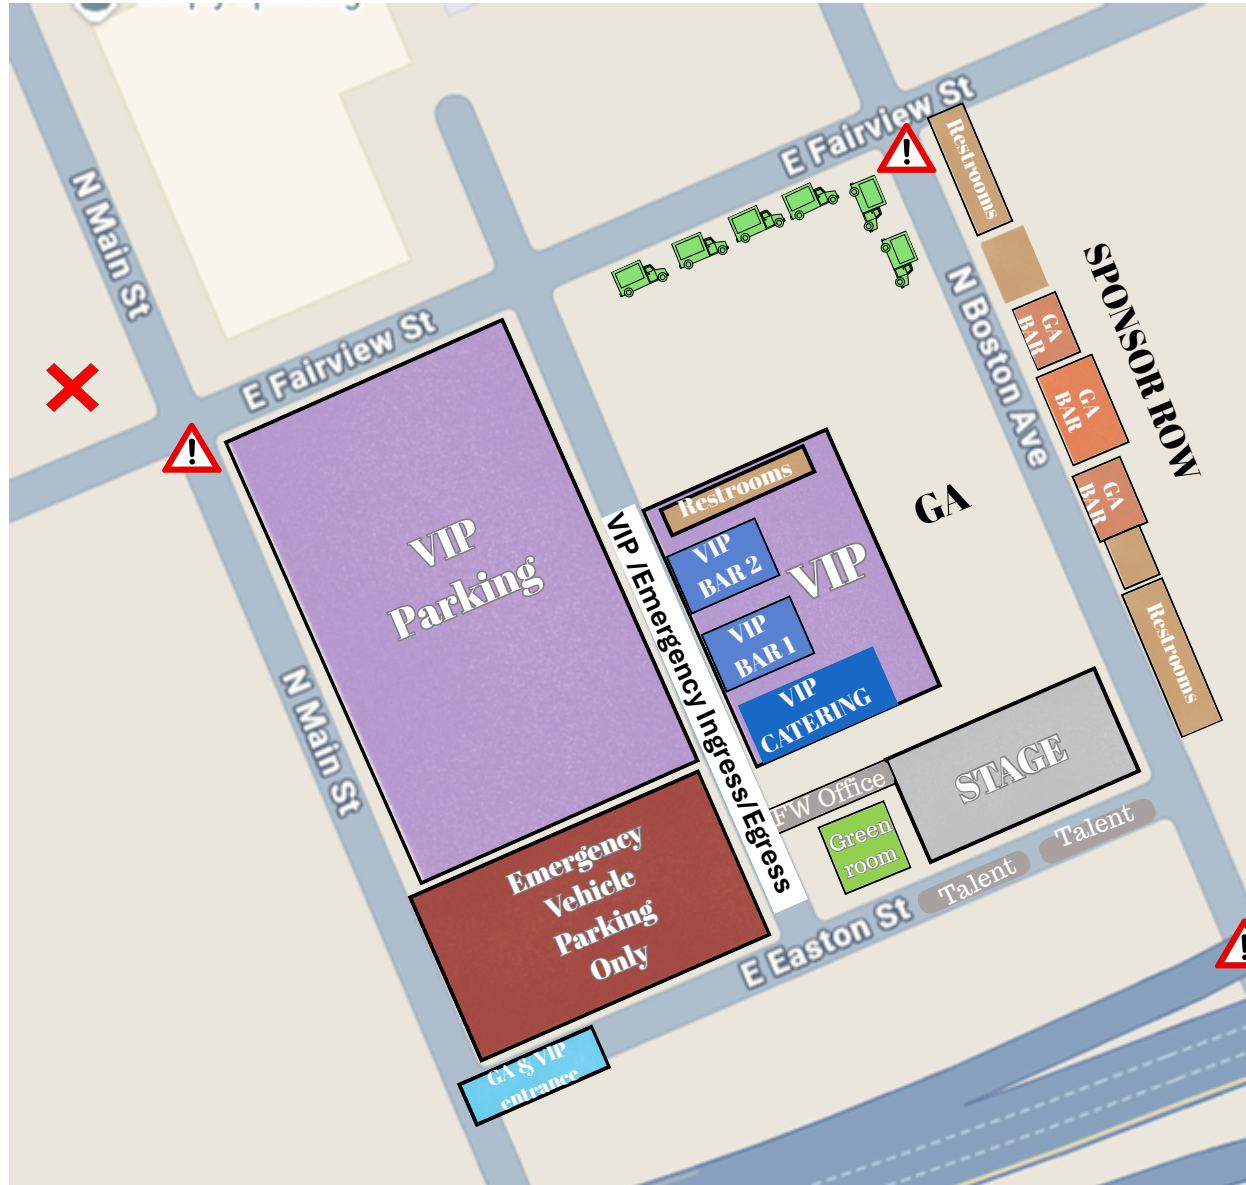 E Fairview St
Restrooms
N Main St
SPONSOR ROW
N Boston Ave
GA
BAR
E Fairview St
GA
BAR
GA
BAR
Restrooms
GA
VIP
Parking
VIP /Emergency Ingress/Egress
VIP
BAR 2
VIP
VIP
BAR 1
Restrooms
VIP
CATERING
N Main St
STAGE
FW Office
Green
room
Talent
Talent
Emergency
Vehicle
Parking
Only
E Easton St
GA & VIP
entrance